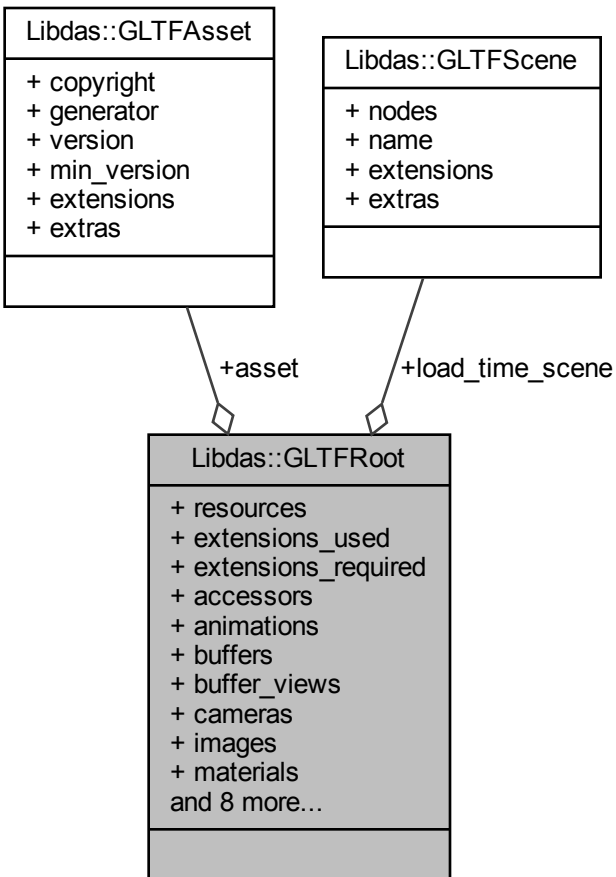 Libdas::GLTFAsset
+ copyright
+ generator
+ version
+ min_version
+ extensions
+ extras
Libdas::GLTFScene
+ nodes
+ name
+ extensions
+ extras
+asset
+load_time_scene
Libdas::GLTFRoot
+ resources
+ extensions_used
+ extensions_required
+ accessors
+ animations
+ buffers
+ buffer_views
+ cameras
+ images
+ materials
and 8 more...